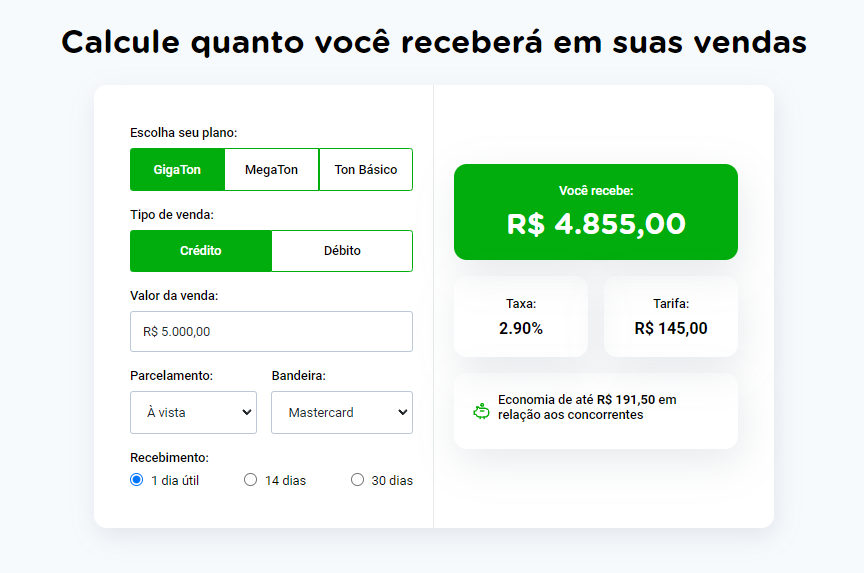 Calcule quanto você receberá em suas vendas
Escolha seu plano:
GigaTon MegaTon Ton Básico
Tipo de venda:
Crédito Débito
Valor da venda:
R$ 5.000,00
Parcelamento: Bandeira:
À vista Mastercard
Recebimento:
1 dia útil 14 dias 30 dias
Você recebe:
R$ 4.855,00
Taxa: Tarifa:
2.90% R$ 145,00
Economia de até R$ 191,50 em
relação aos concorrentes